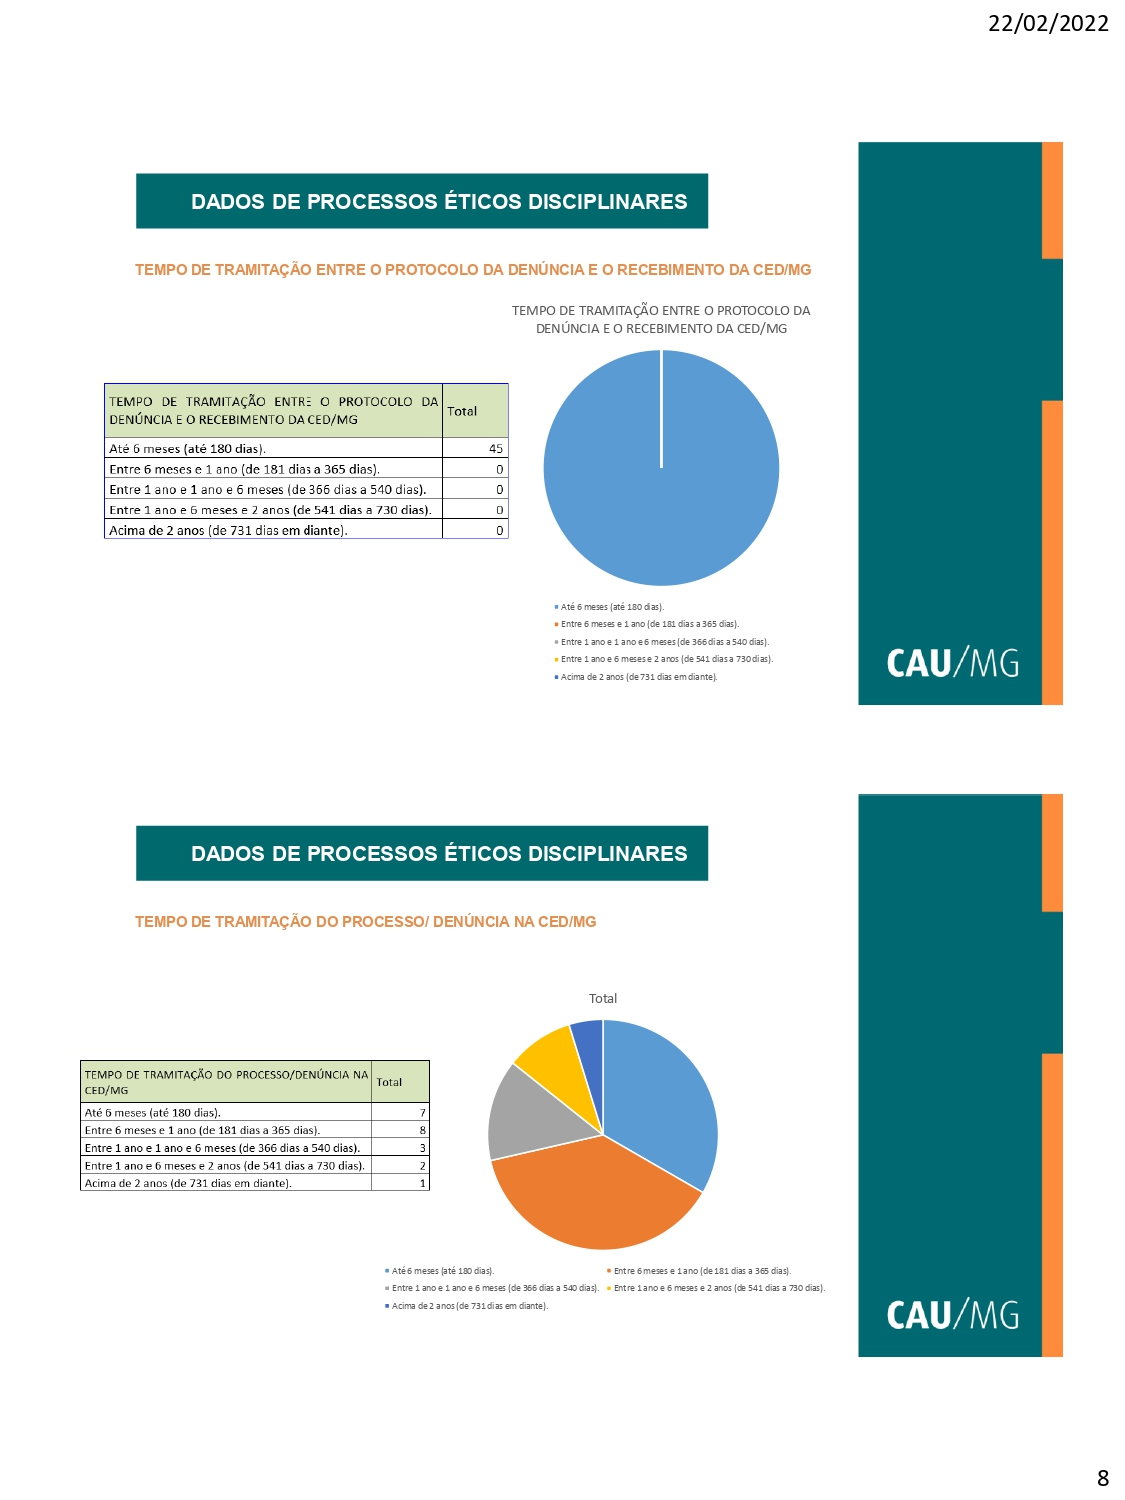 22/02/2022
DADOS DE PROCESSOS ÉTICOS DISCIPLINARES
TEMPO DE TRAMITAÇÃO ENTRE O PROTOCOLO DA DENÚNCIA E O RECEBIMENTO DA CED/MG
TEMPO DE TRAMITAÇÃO ENTRE O PROTOCOLO DA
DENÚNCIA E O RECEBIMENTO DA CED/MG
TEMPO DE TRAMITAÇÃO ENTRE O PROTOCOLO DA
DENÚNCIA E O RECEBIMENTO DA CED/MG
Total
Até 6 meses (até 180 dias). 45
Entre 6 meses e 1 ano (de 181 dias a 365 dias). 0
Entre 1 ano e 1 ano e 6 meses (de 366 dias a 540 dias). 0
Entre 1 ano e 6 meses e 2 anos (de 541 dias a 730 dias). 0
Acima de 2 anos (de 731 dias em diante). 0
Até 6 meses (até 180 dias).
Entre 6 meses e 1 ano (de 181 dias a 365 dias).
Entre 1 ano e 1 ano e 6 meses (de 366 dias a 540 dias).
Entre 1 ano e 6 meses e 2 anos (de 541 dias a 730 dias).
Acima de 2 anos (de 731 dias em diante).
CAU/MG
DADOS DE PROCESSOS ÉTICOS DISCIPLINARES
TEMPO DE TRAMITAÇÃO DO PROCESSO/ DENÚNCIA NA CED/MG
Total
TEMPO DE TRAMITAÇÃO DO PROCESSO/DENÚNCIA NA
CED/MG
Total
Até 6 meses (até 180 dias). 7
Entre 6 meses e 1 ano (de 181 dias a 365 dias). 8
Entre 1 ano e 1 ano e 6 meses (de 366 dias a 540 dias). 3
Entre 1 ano e 6 meses e 2 anos (de 541 dias a 730 dias). 2
Acima de 2 anos (de 731 dias em diante). 1
Até 6 meses (até 180 dias). Entre 6 meses e 1 ano (de 181 dias a 365 dias).
Entre 1 ano e 1 ano e 6 meses (de 366 dias a 540 dias). Entre 1 ano e 6 meses e 2 anos (de 541 dias a 730 dias).
Acima de 2 anos (de 731 dias em diante).
CAU/MG
8